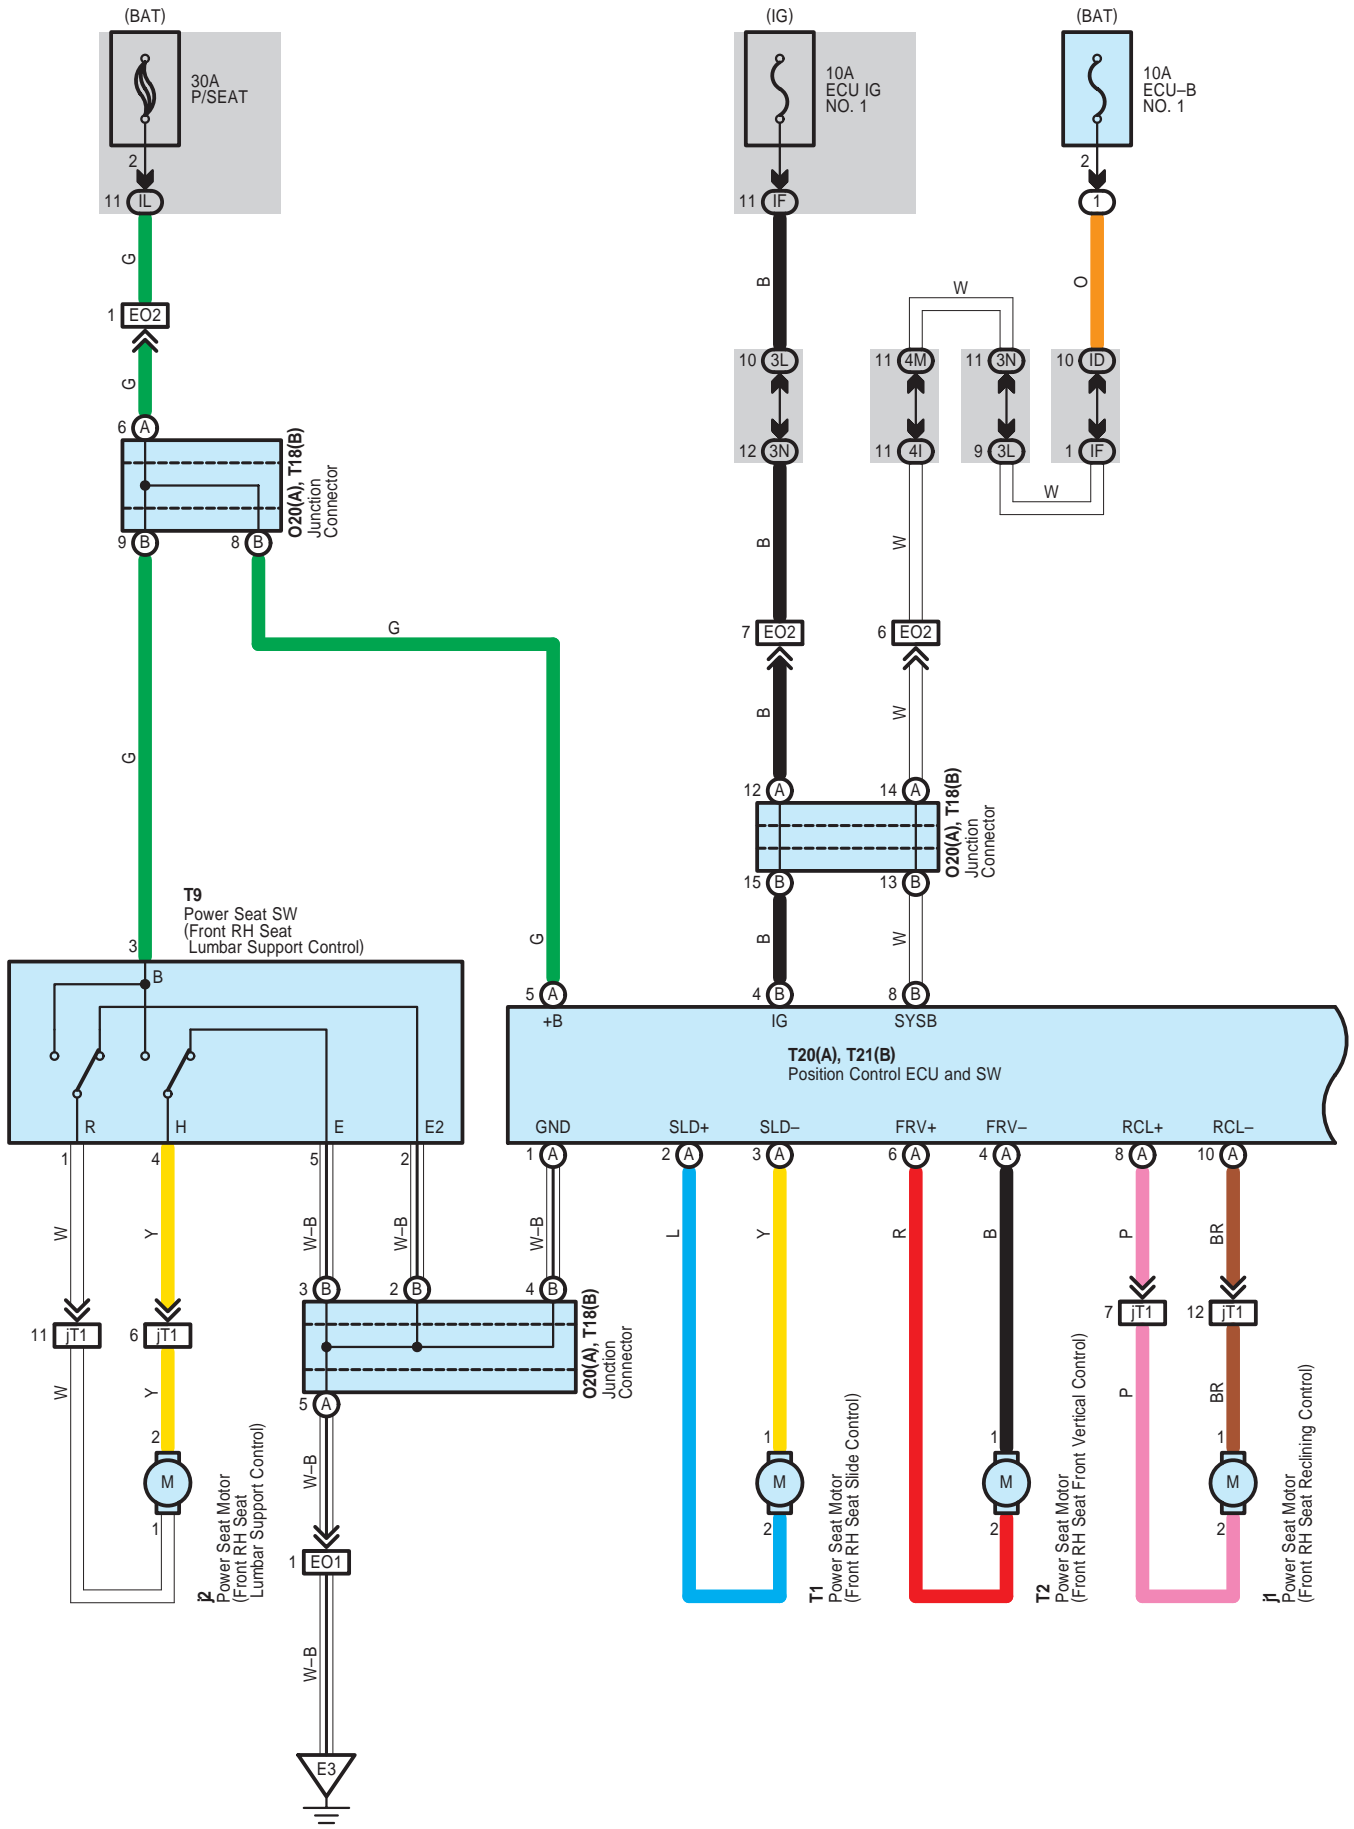 (BAT)
(IG)
(BAT)
30A
P/SEAT
10A
ECU IG
NO. 1
10A
ECU–B
NO. 1
2
2
11 IL
11 IF
1
G
B
O
W
1 EO2
G
10 3L
11 4M
11 3N
10 ID
6 A
12 3N
11 4I
9 3L
1 IF
O20(A), T18(B)
Junction
Connector
W
9 B
8 B
B
W
G
7 EO2
6 EO2
G
B
W
12 A
14 A
O20(A), T18(B)
Junction
Connector
15 B
13 B
T9
Power Seat SW
(Front RH Seat
Lumbar Support Control)
G
B
W
3
B
5 A
4 B
8 B
+B
IG
SYSB
T20(A), T21(B)
Position Control ECU and SW
R
H
E
E2
GND
SLD+
SLD–
FRV+
FRV–
RCL+
RCL–
1
4
5
2
1 A
2 A
3 A
6 A
4 A
8 A
10 A
W
Y
W–B
W–B
W–B
L
Y
R
B
P
BR
3 B
2 B
4 B
O20(A), T18(B)
Junction
Connector
11 jT1
6 jT1
7 jT1
12 jT1
W
Y
5 A
P
BR
2
M
1
j2
Power Seat Motor
(Front RH Seat
Lumbar Support Control)
W–B
1 EO1
W–B
E3
1
M
2
T1
Power Seat Motor
(Front RH Seat Slide Control)
1
M
2
T2
Power Seat Motor
(Front RH Seat Front Vertical Control)
1
M
2
j1
Power Seat Motor
(Front RH Seat Reclining Control)